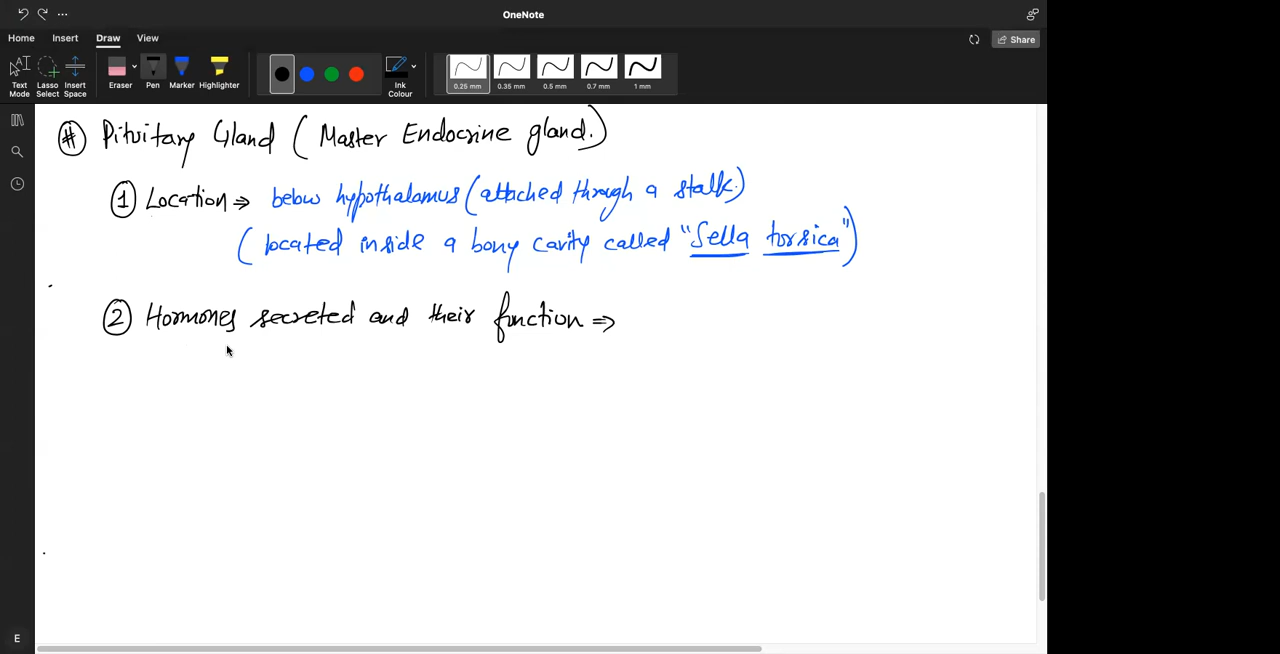 OneNote
Home Insert Draw View
Share
Text Mode
Lasso Select
Insert Space
Eraser
Pen
Marker
Highlighter
Ink Colour
0.25 mm
0.35 mm
0.5 mm
0.7 mm
1 mm
# Pituitary Gland ( Master Endocrine gland.)
1 Location ⇒ below hypothalamus (attached through a stalk.)
( located inside a bony cavity called "Sella torsica")
2 Hormones secreted and their function ⇒
E